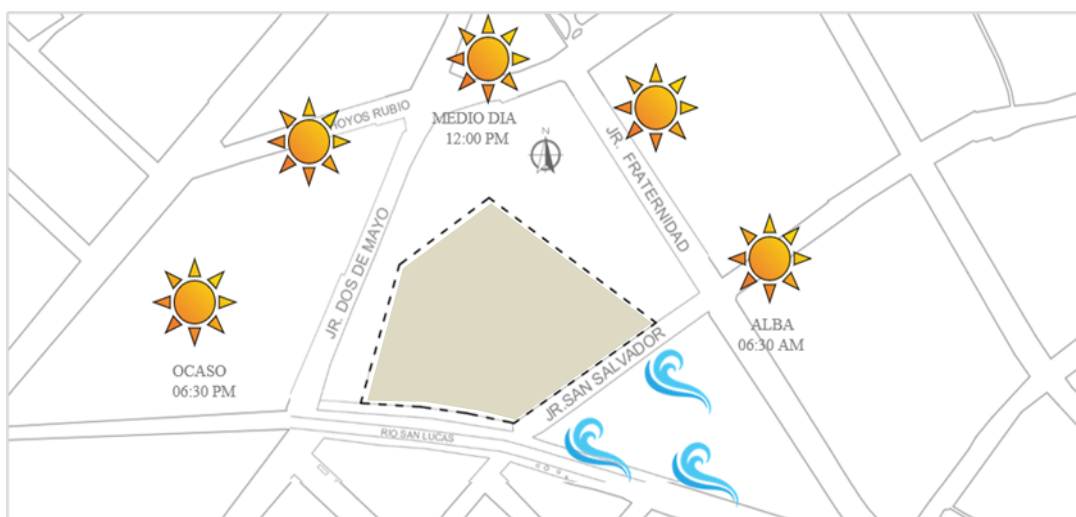 HOYOS RUBIO
MEDIO DIA
12:00 PM
N
JR. FRATERNIDAD
JR. DOS DE MAYO
ALBA
06:30 AM
OCASO
06:30 PM
JR.SAN SALVADOR
RIO SAN LUCAS